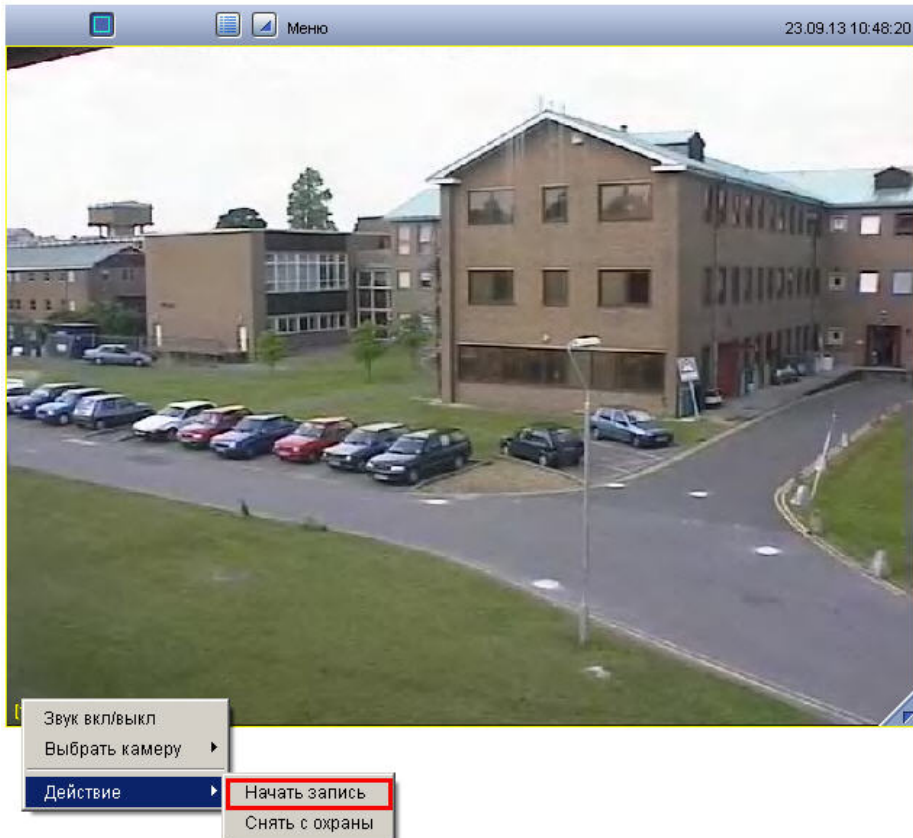 Меню
23.09.13 10:48:20
Звук вкл/выкл
Выбрать камеру
Действие
Начать запись
Снять с охраны